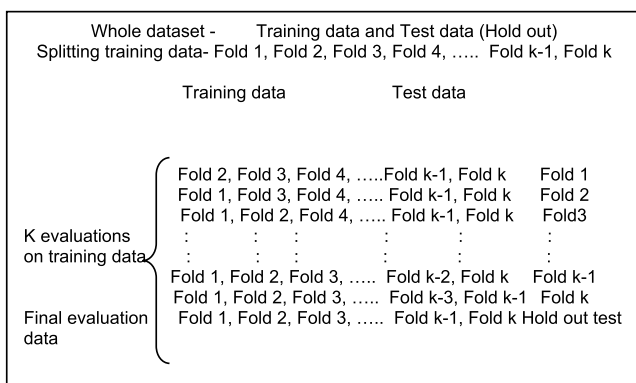 Whole dataset - Training data and Test data (Hold out)
Splitting training data- Fold 1, Fold 2, Fold 3, Fold 4, ….. Fold k-1, Fold k
Training data Test data
Fold 2, Fold 3, Fold 4, …..Fold k-1, Fold k Fold 1
Fold 1, Fold 3, Fold 4, ….. Fold k-1, Fold k Fold 2
Fold 1, Fold 2, Fold 4, ….. Fold k-1, Fold k Fold3
K evaluations : : : : : :
on training data : : : : : :
Fold 1, Fold 2, Fold 3, ….. Fold k-2, Fold k Fold k-1
Fold 1, Fold 2, Fold 3, ….. Fold k-3, Fold k-1 Fold k
Final evaluation Fold 1, Fold 2, Fold 3, ….. Fold k-1, Fold k Hold out test
data